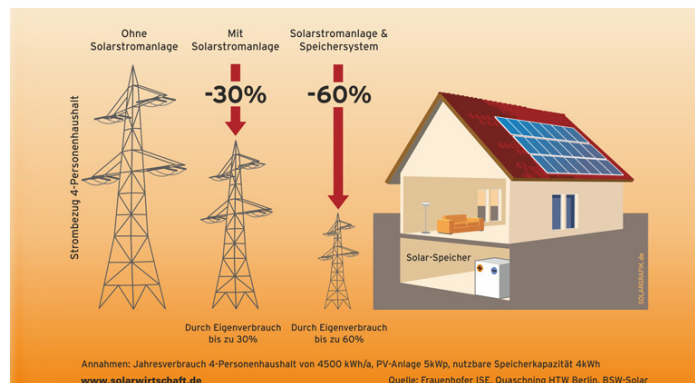 Ohne
Solarstromanlage
Mit
Solarstromanlage
Solarstromanlage &
Speichersystem
-30%
-60%
Strombezug 4-Personenhaushalt
Solar-Speicher
SOLARGRAFIK.de
Durch Eigenverbrauch
bis zu 30%
Durch Eigenverbrauch
bis zu 60%
Annahmen: Jahresverbrauch 4-Personenhaushalt von 4500 kWh/a, PV-Anlage 5kWp, nutzbare Speicherkapazität 4kWh
www.solarwirtschaft.de
Quelle: Frauenhofer ISE, Quaschning HTW Berlin, BSW-Solar